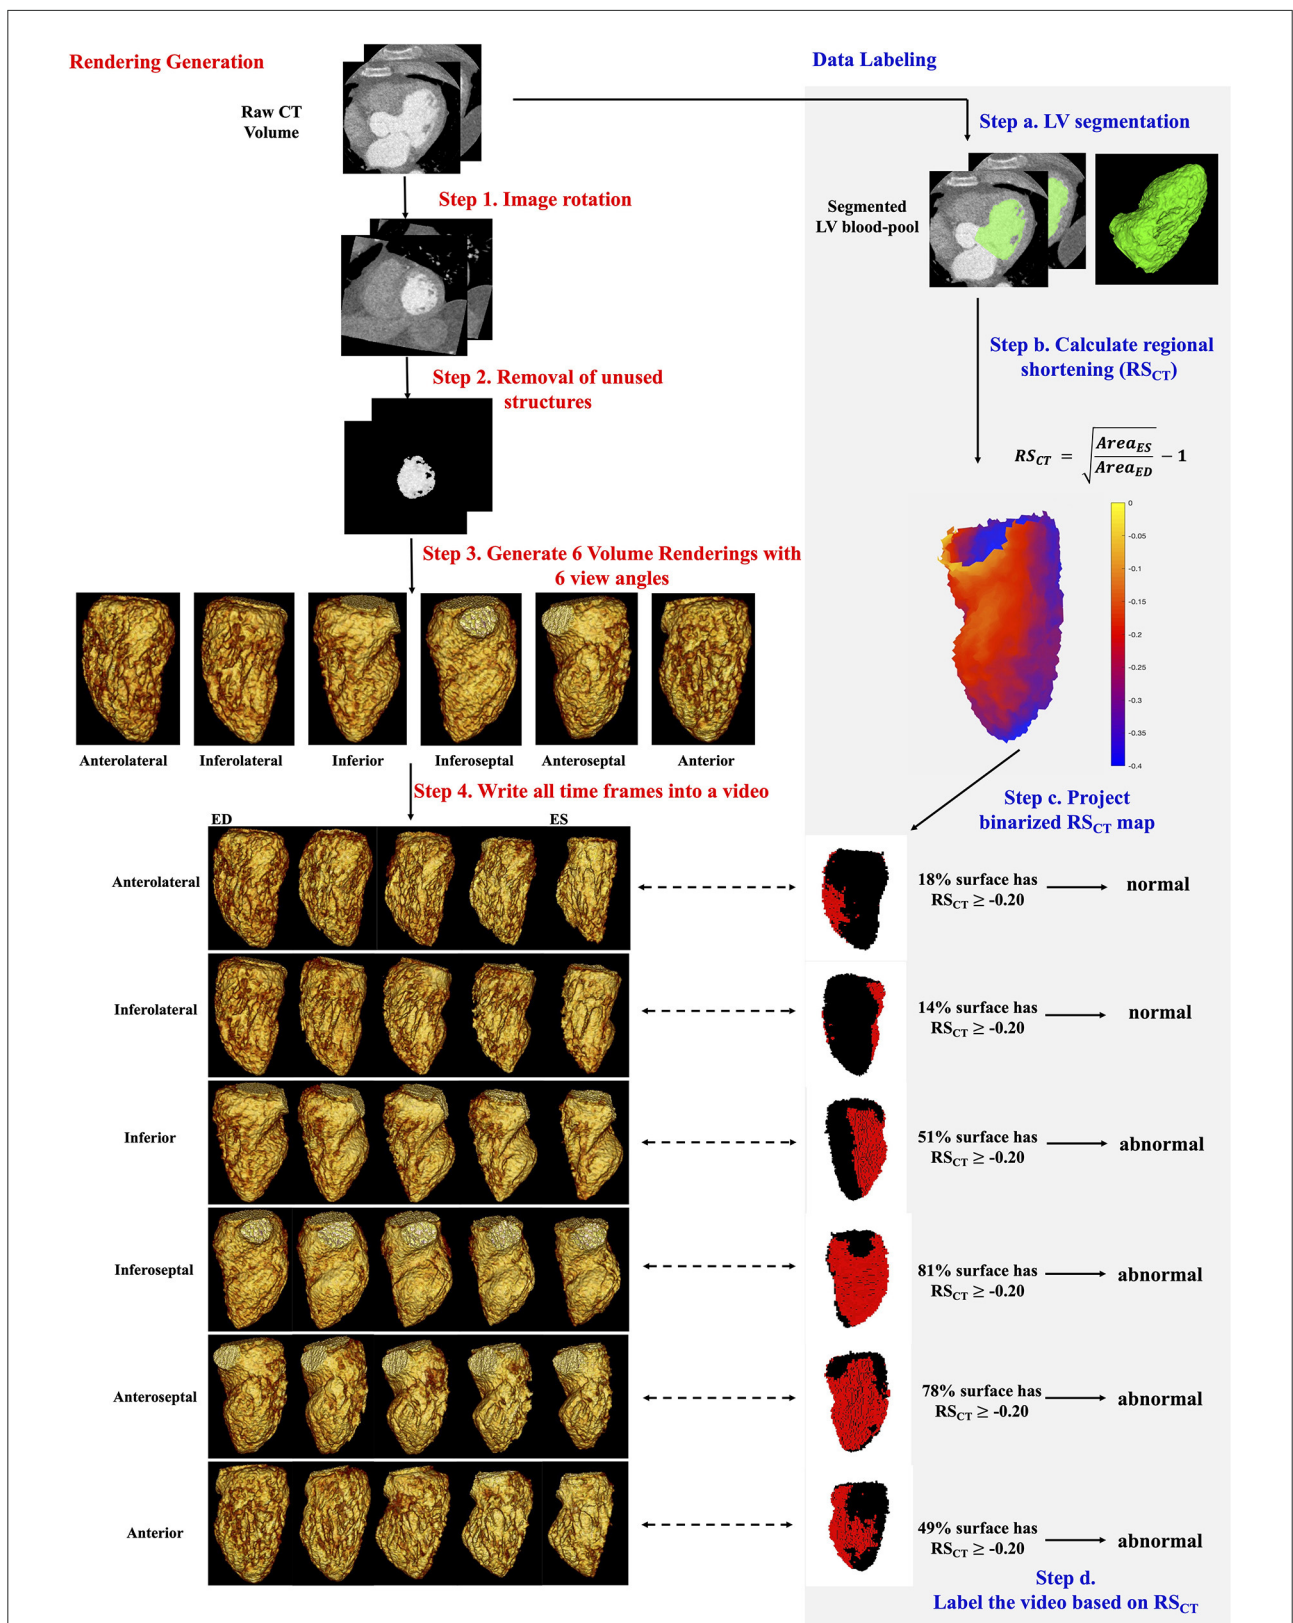 Rendering Generation
Raw CT
Volume
Step 1. Image rotation
Step 2. Removal of unused
structures
Step 3. Generate 6 Volume Renderings with
6 view angles
Anterolateral
Inferolateral
Inferior
Inferoseptal
Anteroseptal
Anterior
Step 4. Write all time frames into a video
ED
ES
Anterolateral
Inferolateral
Inferior
Inferoseptal
Anteroseptal
Anterior
Data Labeling
Step a. LV segmentation
Segmented
LV blood-pool
Step b. Calculate regional
shortening (RS_CT)
RS_CT = √(Area_ES / Area_ED) − 1
0
-0.05
-0.1
-0.15
-0.2
-0.25
-0.3
-0.35
-0.4
Step c. Project
binarized RS_CT map
18% surface has
RS_CT ≥ -0.20
normal
14% surface has
RS_CT ≥ -0.20
normal
51% surface has
RS_CT ≥ -0.20
abnormal
81% surface has
RS_CT ≥ -0.20
abnormal
78% surface has
RS_CT ≥ -0.20
abnormal
49% surface has
RS_CT ≥ -0.20
abnormal
Step d.
Label the video based on RS_CT